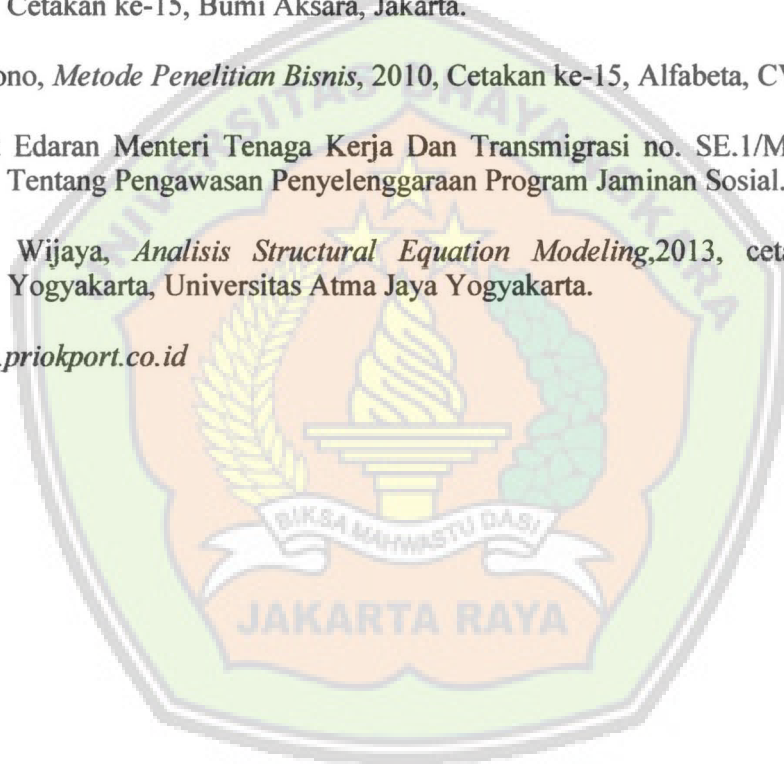 Cetakan ke-15, Bumi Aksara, Jakarta.
ono, Metode Penelitian Bisnis, 2010, Cetakan ke-15, Alfabeta, CV
Edaran Menteri Tenaga Kerja Dan Transmigrasi no. SE.1/M
Tentang Pengawasan Penyelenggaraan Program Jaminan Sosial.
Wijaya, Analisis Structural Equation Modeling,2013, ceta
Yogyakarta, Universitas Atma Jaya Yogyakarta.
.priokport.co.id
UNIVERSITAS BHAYANGKARA
BIKSA MAHWASTU DASI
JAKARTA RAYA